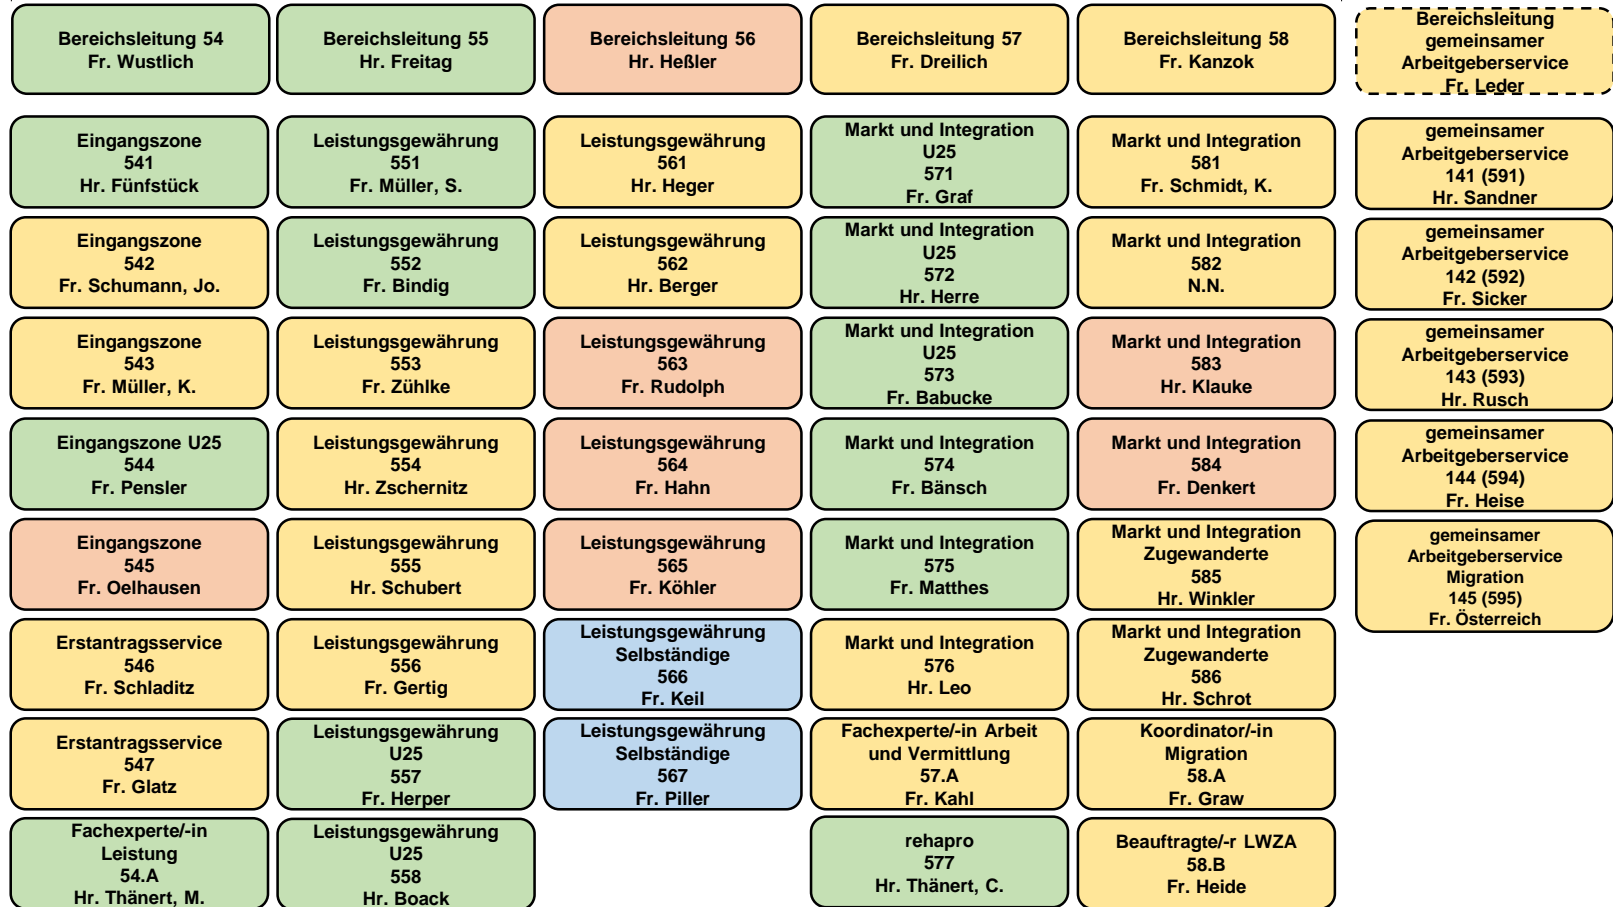 Bereichsleitung 54
Fr. Wustlich
Bereichsleitung 55
Hr. Freitag
Bereichsleitung 56
Hr. Heßler
Bereichsleitung 57
Fr. Dreilich
Bereichsleitung 58
Fr. Kanzok
Bereichsleitung
gemeinsamer
Arbeitgeberservice
Fr. Leder
Eingangszone
541
Hr. Fünfstück
Leistungsgewährung
551
Fr. Müller, S.
Leistungsgewährung
561
Hr. Heger
Markt und Integration
U25
571
Fr. Graf
Markt und Integration
581
Fr. Schmidt, K.
gemeinsamer
Arbeitgeberservice
141 (591)
Hr. Sandner
Eingangszone
542
Fr. Schumann, Jo.
Leistungsgewährung
552
Fr. Bindig
Leistungsgewährung
562
Hr. Berger
Markt und Integration
U25
572
Hr. Herre
Markt und Integration
582
N.N.
gemeinsamer
Arbeitgeberservice
142 (592)
Fr. Sicker
Eingangszone
543
Fr. Müller, K.
Leistungsgewährung
553
Fr. Zühlke
Leistungsgewährung
563
Fr. Rudolph
Markt und Integration
U25
573
Fr. Babucke
Markt und Integration
583
Hr. Klauke
gemeinsamer
Arbeitgeberservice
143 (593)
Hr. Rusch
Eingangszone U25
544
Fr. Pensler
Leistungsgewährung
554
Hr. Zschernitz
Leistungsgewährung
564
Fr. Hahn
Markt und Integration
574
Fr. Bänsch
Markt und Integration
584
Fr. Denkert
gemeinsamer
Arbeitgeberservice
144 (594)
Fr. Heise
Eingangszone
545
Fr. Oelhausen
Leistungsgewährung
555
Hr. Schubert
Leistungsgewährung
565
Fr. Köhler
Markt und Integration
575
Fr. Matthes
Markt und Integration
Zugewanderte
585
Hr. Winkler
gemeinsamer
Arbeitgeberservice
Migration
145 (595)
Fr. Österreich
Erstantragsservice
546
Fr. Schladitz
Leistungsgewährung
556
Fr. Gertig
Leistungsgewährung
Selbständige
566
Fr. Keil
Markt und Integration
576
Hr. Leo
Markt und Integration
Zugewanderte
586
Hr. Schrot
Erstantragsservice
547
Fr. Glatz
Leistungsgewährung
U25
557
Fr. Herper
Leistungsgewährung
Selbständige
567
Fr. Piller
Fachexperte/-in Arbeit
und Vermittlung
57.A
Fr. Kahl
Koordinator/-in
Migration
58.A
Fr. Graw
Fachexperte/-in
Leistung
54.A
Hr. Thänert, M.
Leistungsgewährung
U25
558
Hr. Boack
rehapro
577
Hr. Thänert, C.
Beauftragte/-r LWZA
58.B
Fr. Heide